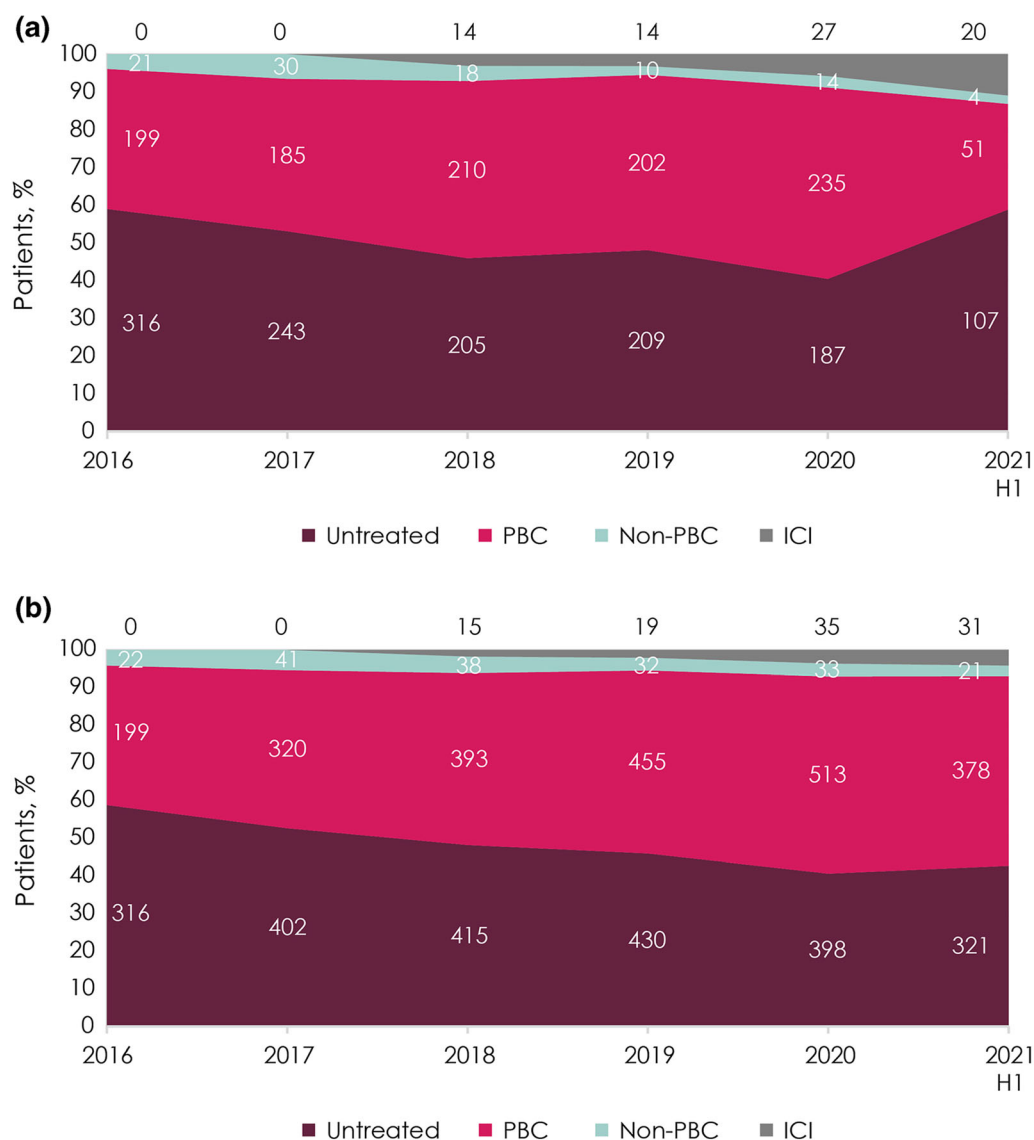 (a)
0 0 14 14 27 20
100
21 30 18 10 14 4
90
80
199 185 210 202 235 51
70
60
50
40
316 243 205 209 187 107
30
20
10
0
Patients, %
2016 2017 2018 2019 2020 2021
H1
Untreated PBC Non-PBC ICI
(b)
0 0 15 19 35 31
100
22 41 38 32 33 21
90
80
199 320 393 455 513 378
70
60
50
40
316 402 415 430 398 321
30
20
10
0
Patients, %
2016 2017 2018 2019 2020 2021
H1
Untreated PBC Non-PBC ICI